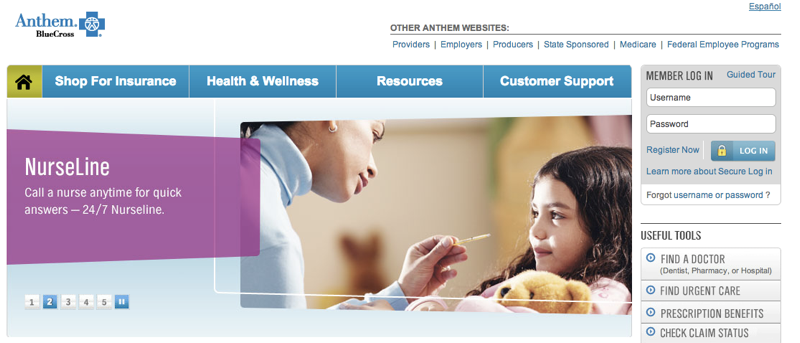 Español
Anthem.
BlueCross
OTHER ANTHEM WEBSITES:
Providers | Employers | Producers | State Sponsored | Medicare | Federal Employee Programs
Shop For Insurance
Health & Wellness
Resources
Customer Support
NurseLine
Call a nurse anytime for quick
answers — 24/7 Nurseline.
1 2 3 4 5
MEMBER LOG IN Guided Tour
Username
Password
Register Now LOG IN
Learn more about Secure Log in
Forgot username or password ?
USEFUL TOOLS
FIND A DOCTOR
(Dentist, Pharmacy, or Hospital)
FIND URGENT CARE
PRESCRIPTION BENEFITS
CHECK CLAIM STATUS